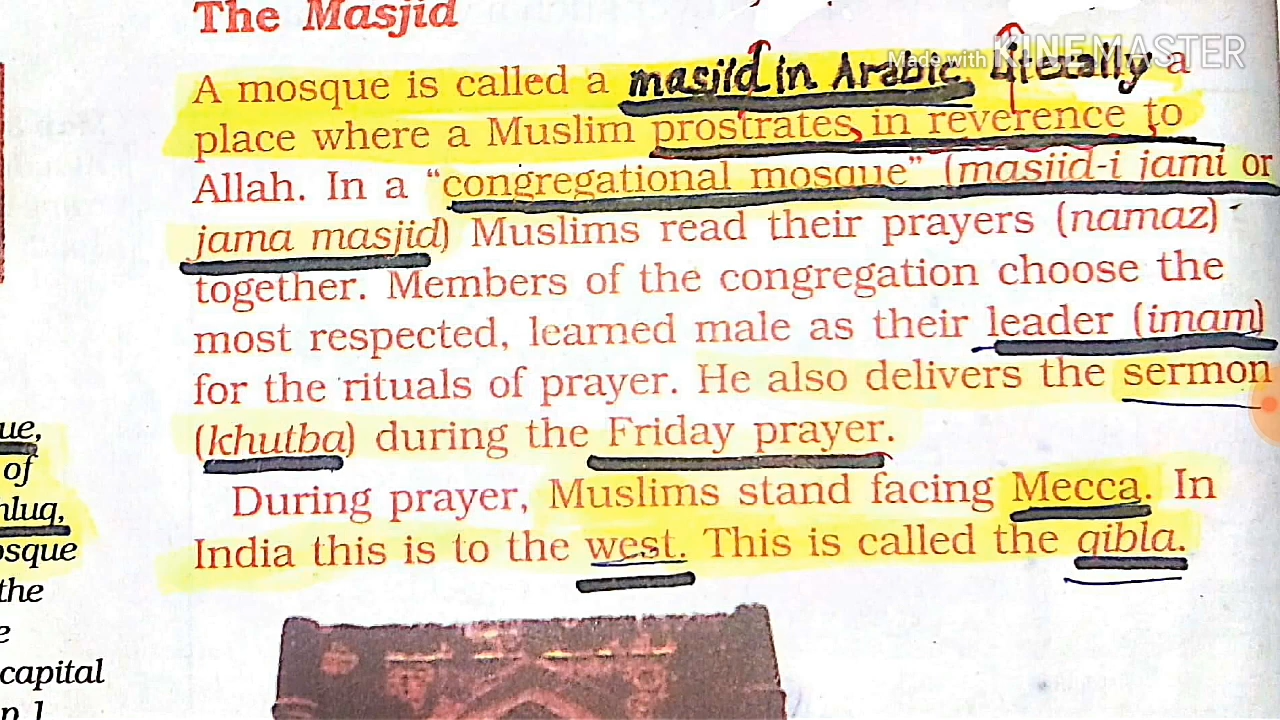 The Masjid
Made with KINEMASTER
A mosque is called a masjid in Arabic, literally a
place where a Muslim prostrates in reverence to
Allah. In a “congregational mosque” (masjid-i jami or
jama masjid) Muslims read their prayers (namaz)
together. Members of the congregation choose the
most respected, learned male as their leader (imam)
for the rituals of prayer. He also delivers the sermon
(khutba) during the Friday prayer.
During prayer, Muslims stand facing Mecca. In
India this is to the west. This is called the qibla.
ue,
of
hluq,
osque
the
e
capital